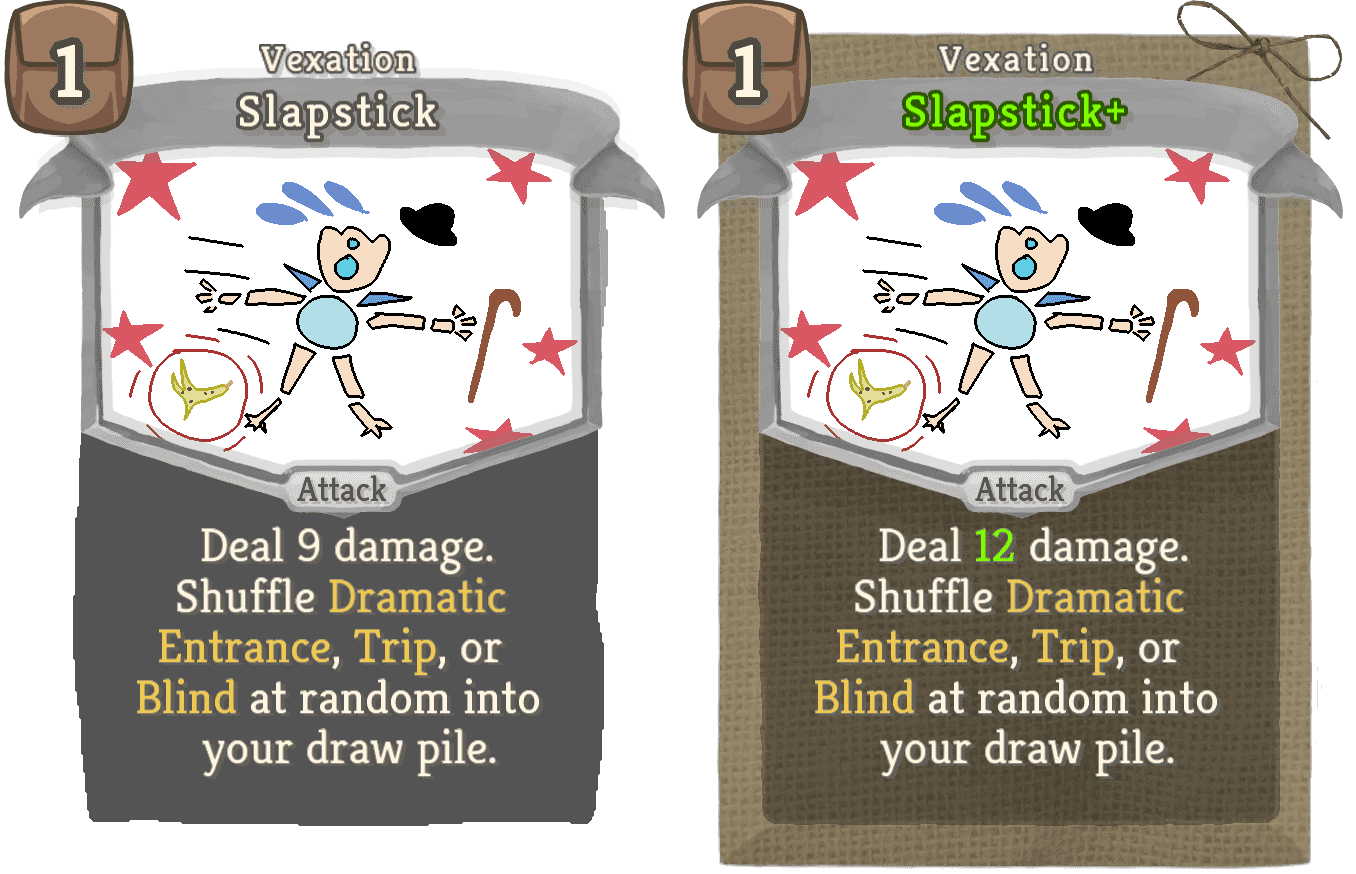 1
Vexation
Slapstick
Attack
Deal 9 damage.
Shuffle Dramatic
Entrance, Trip, or
Blind at random into
your draw pile.
1
Vexation
Slapstick+
Attack
Deal 12 damage.
Shuffle Dramatic
Entrance, Trip, or
Blind at random into
your draw pile.